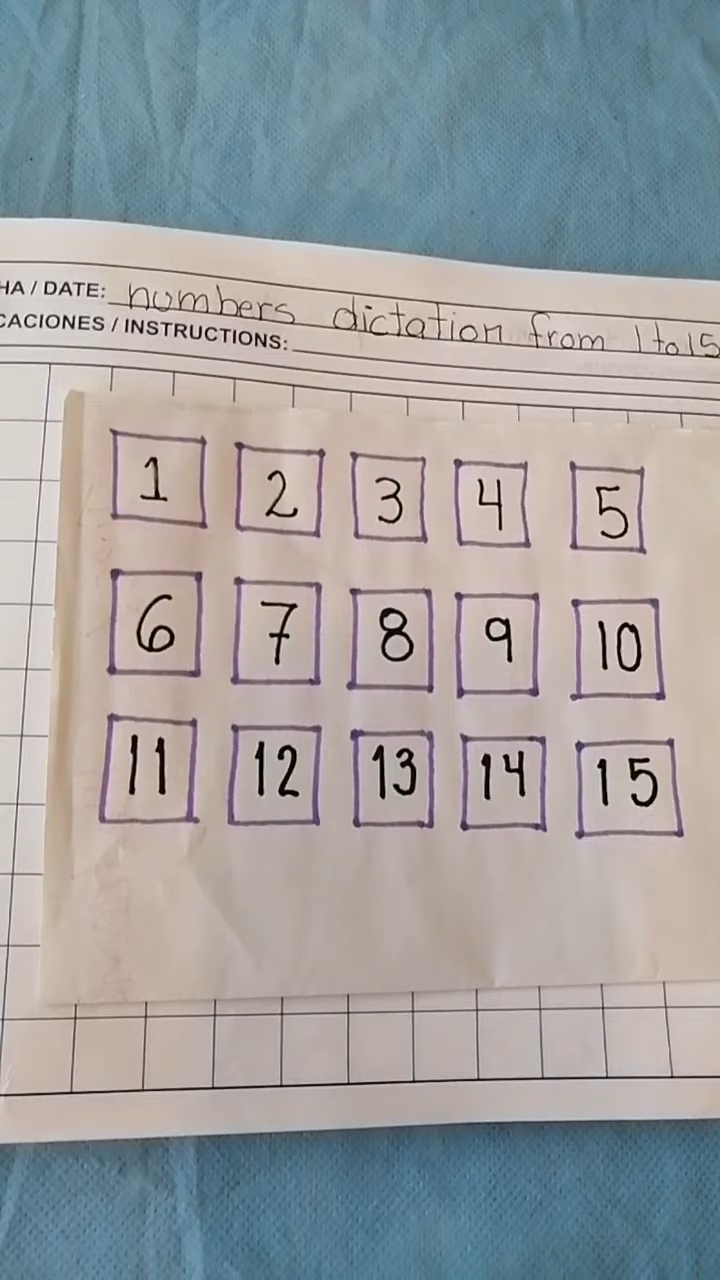 HA / DATE: numbers dictation from 1 to 15
CACIONES / INSTRUCTIONS:
1 2 3 4 5
6 7 8 9 10
11 12 13 14 15